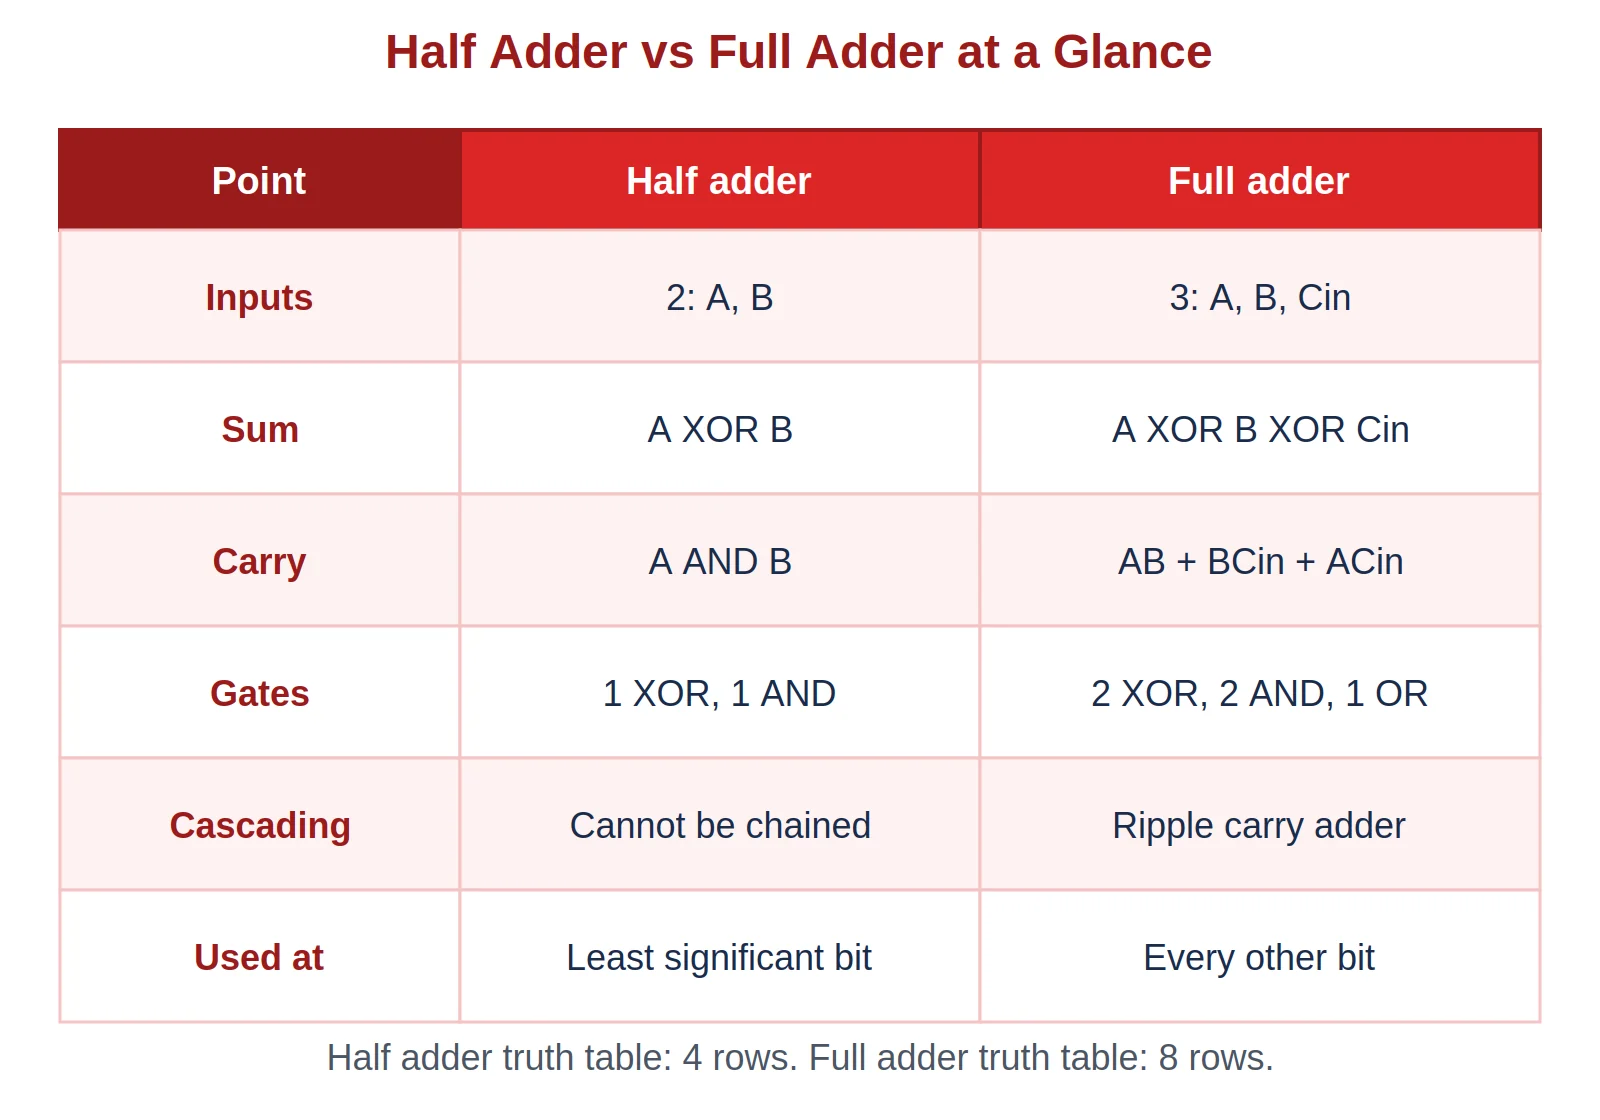 Half Adder vs Full Adder at a Glance
Point Half adder Full adder
Inputs 2: A, B 3: A, B, Cin
Sum A XOR B A XOR B XOR Cin
Carry A AND B AB + BCin + ACin
Gates 1 XOR, 1 AND 2 XOR, 2 AND, 1 OR
Cascading Cannot be chained Ripple carry adder
Used at Least significant bit Every other bit
Half adder truth table: 4 rows. Full adder truth table: 8 rows.